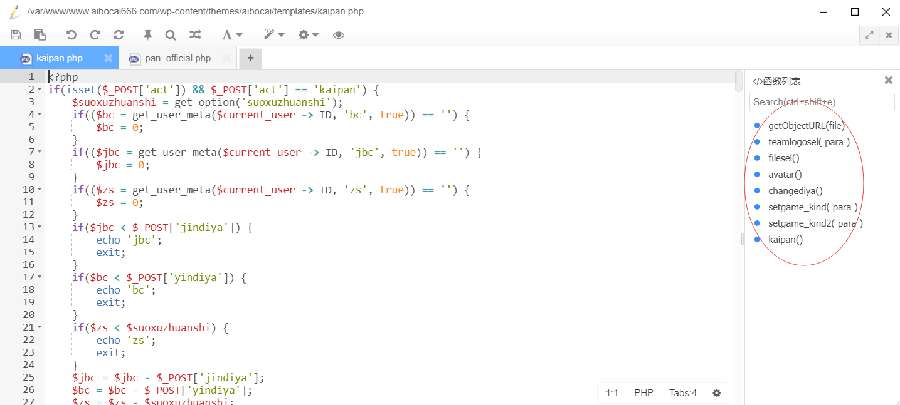 /var/www/www.aibocai666.com/wp-content/themes/aibocai/templates/kaipan.php
kaipan.php
pan_official.php
1 <?php
2 if(isset($_POST['act']) && $_POST['act'] == 'kaipan') {
3 $suoxuzhuanshi = get_option('suoxuzhuanshi');
4 if(($bc = get_user_meta($current_user -> ID, 'bc', true)) == '') {
5 $bc = 0;
6 }
7 if(($jbc = get_user_meta($current_user -> ID, 'jbc', true)) == '') {
8 $jbc = 0;
9 }
10 if(($zs = get_user_meta($current_user -> ID, 'zs', true)) == '') {
11 $zs = 0;
12 }
13 if($jbc < $_POST['jindiya']) {
14 echo 'jbc';
15 exit;
16 }
17 if($bc < $_POST['yindiya']) {
18 echo 'bc';
19 exit;
20 }
21 if($zs < $suoxuzhuanshi) {
22 echo 'zs';
23 exit;
24 }
25 $jbc = $jbc - $_POST['jindiya'];
26 $bc = $bc - $_POST['yindiya'];
27 $zs = $zs - $suoxuzhuanshi;
1:1 PHP Tabs:4
</>函数列表
Search(ctrl+shift+e)
getObjectURL(file)
teamlogosel( para )
filesel()
avatar()
changediya()
setgame_kind( para )
setgame_kind2( para )
kaipan()